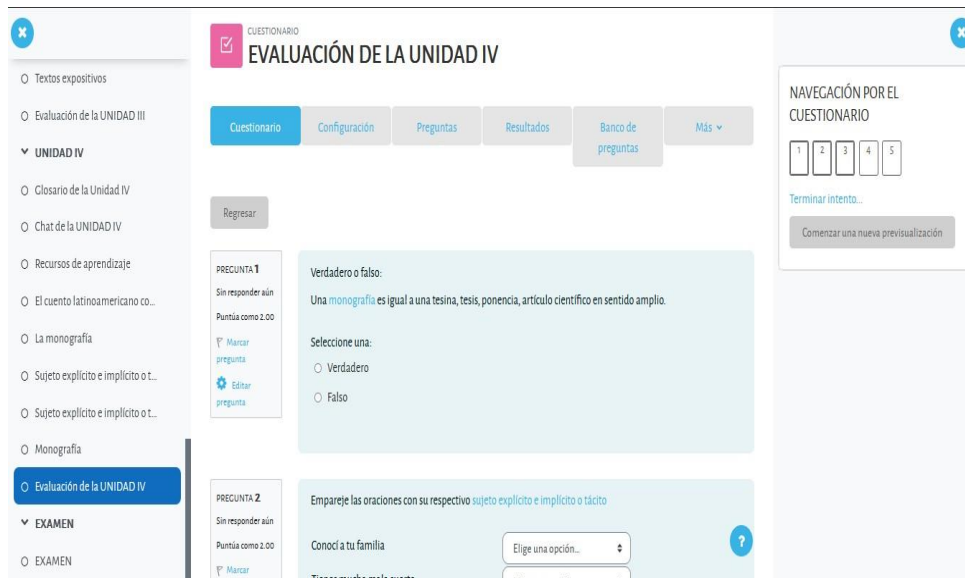 Textos expositivos
Evaluación de la UNIDAD III
UNIDAD IV
Glosario de la Unidad IV
Chat de la UNIDAD IV
Recursos de aprendizaje
El cuento latinoamericano co...
La monografía
Sujeto explícito e implícito o t...
Sujeto explícito e implícito o t...
Monografía
Evaluación de la UNIDAD IV
EXAMEN
EXAMEN
CUESTIONARIO
EVALUACIÓN DE LA UNIDAD IV
Cuestionario
Configuración
Preguntas
Resultados
Banco de
preguntas
Más
Regresar
PREGUNTA 1
Sin responder aún
Puntúa como 2.00
Marcar
pregunta
Editar
pregunta
Verdadero o falso:
Una monografía es igual a una tesina, tesis, ponencia, artículo científico en sentido amplio.
Seleccione una:
Verdadero
Falso
PREGUNTA 2
Sin responder aún
Puntúa como 2.00
Marcar
Empareje las oraciones con su respectivo sujeto explícito e implícito o tácito
Conocí a tu familia
Elige una opción...
?
NAVEGACIÓN POR EL
CUESTIONARIO
1 2 3 4 5
Terminar intento...
Comenzar una nueva previsualización